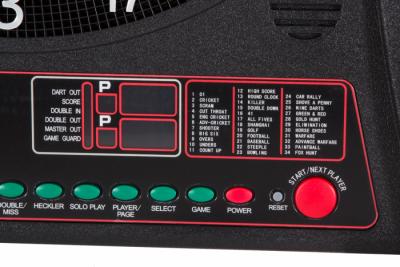 3
17
DART OUT
SCORE
DOUBLE IN
DOUBLE OUT
MASTER OUT
GAME GUARD
P
P
1 01
2 CRICKET
3 SCRAM
4 CUT THROAT
5 ENG CRICKET
6 ADV-CRICKET
7 SHOOTER
8 BIG SIX
9 OVERS
10 UNDERS
11 COUNT UP
12 HIGH SCORE
13 ROUND CLOCK
14 KILLER
15 DOUBLE DOWN
16 41
17 ALL FIVES
18 SHANGHAI
19 GOLF
20 FOOTBALL
21 BASEBALL
22 STEEPLE
23 BOWLING
24 CAR RALLY
25 SHOVE A PENNY
26 NINE DARTS
27 GREEN & RED
28 GOLD HUNT
29 ELIMINATION
30 HORSE SHOES
31 WARFARE
32 ADVANCE WARFARE
33 PAINTBALL
34 FOX HUNT
DOUBLE/
MISS
HECKLER
SOLO PLAY
PLAYER/
PAGE
SELECT
GAME
POWER
RESET
START/NEXT PLAYER